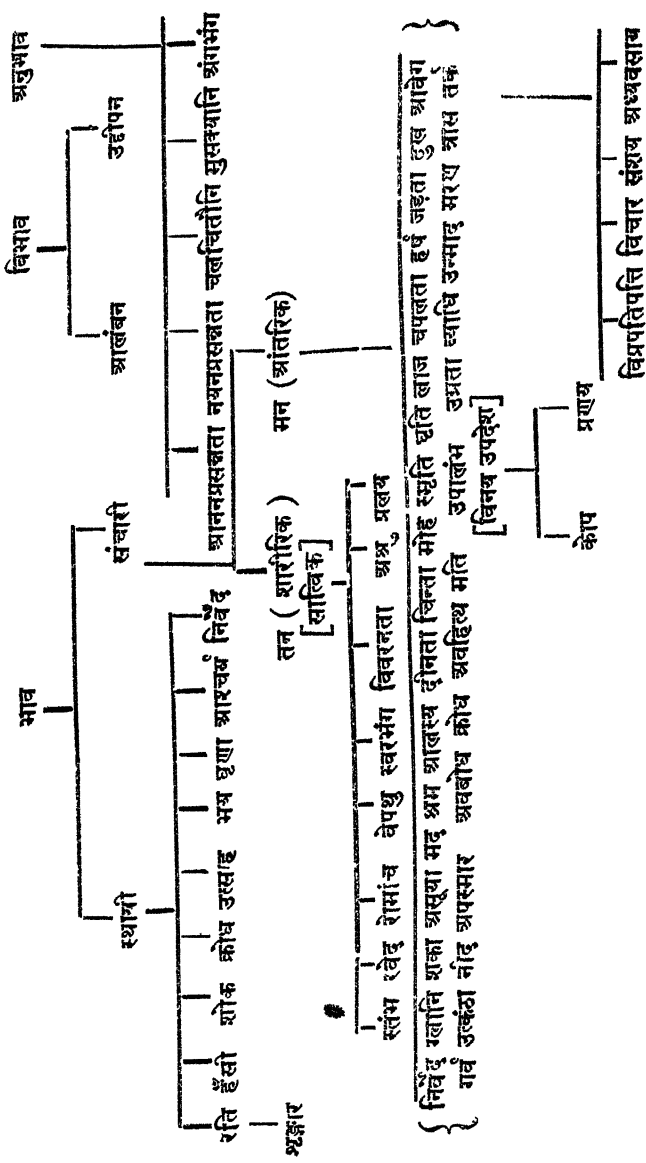 भाव
विभाव
अनुभाव
स्थायी
संचारी
आलंबन
उद्दीपन
रति हँसी शोक क्रोध उत्साह भय घृणा आश्चर्य निर्वेद
आननप्रसन्नता नयनप्रसन्नता चलचितौनि मुसक्यानि अंगभंग
शृङ्गार
तन (शारीरिक)
[सात्विक]
मन (आंतरिक)
स्तंभ स्वेद रोमांच वेपथु स्वरभंग विवरनता अश्रु प्रलय
{ निर्वेद ग्लानि शंका असूया मद श्रम आलस्य दीनता चिन्ता मोह स्मृति धृति लाज चपलता हर्ष जड़ता दुख आवेग }
गर्व उत्कंठा नींद अपस्मार अवबोध क्रोध अवहित्थ मति उपालंभ उग्रता व्याधि उन्माद मरण त्रास तर्क
[विनय उपदेश]
कोप
प्रणय
विप्रपतिपत्ति विचार संशय अध्यवसाय